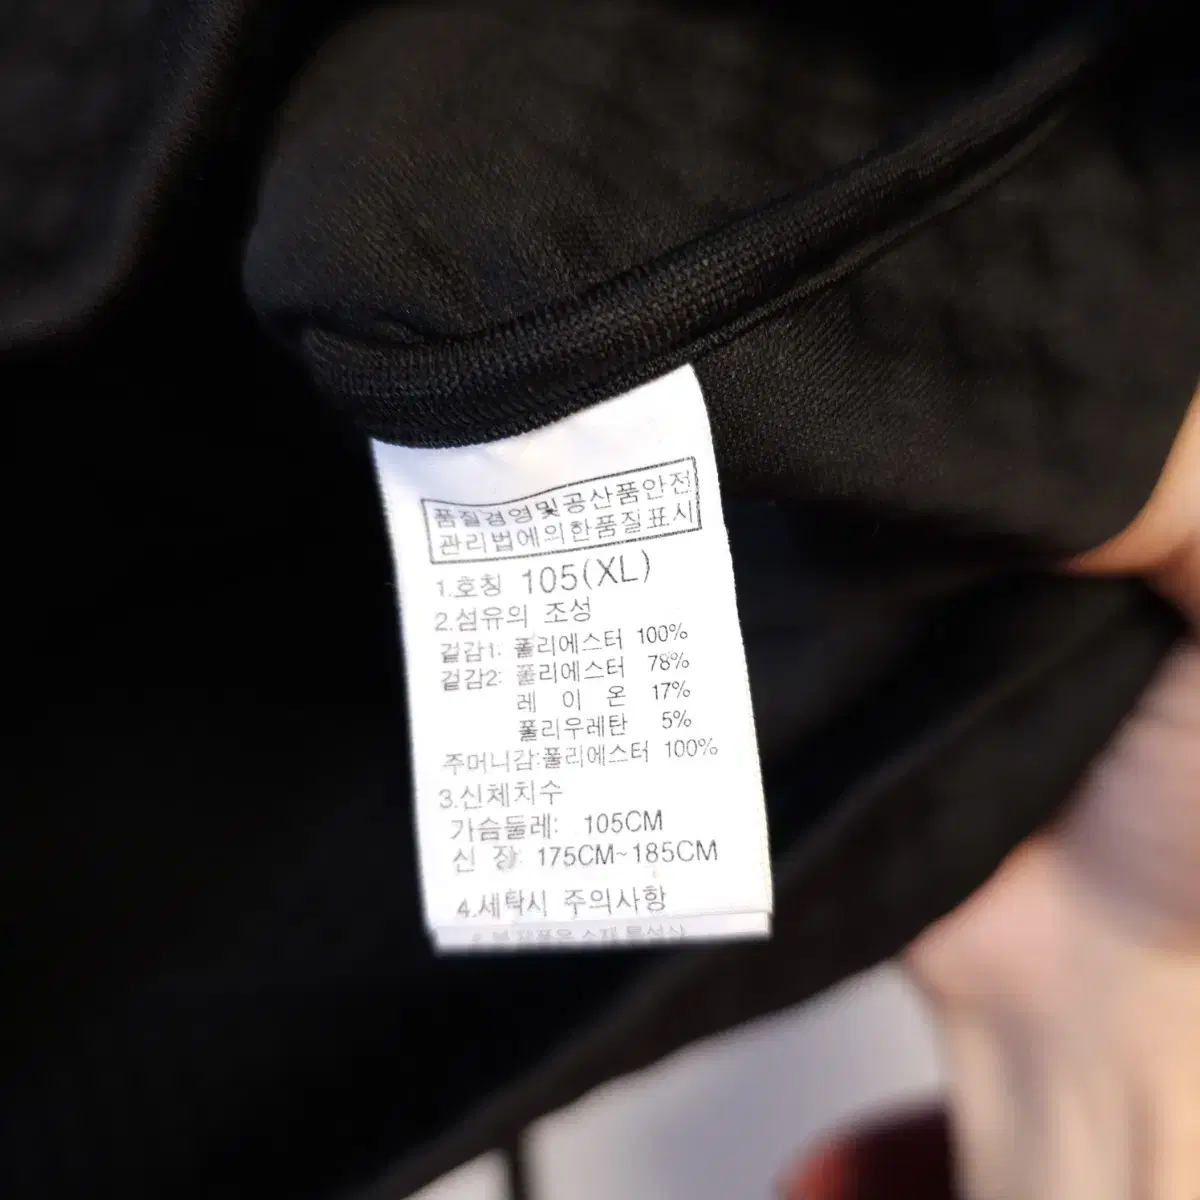 품질경영및공산품안전
관리법에의한품질표시
1.호칭 105(XL)
2.섬유의 조성
겉감1: 폴리에스터 100%
겉감2: 폴리에스터 78%
레 이 온 17%
폴리우레탄 5%
주머니감:폴리에스터 100%
3.신체치수
가슴둘레: 105CM
신 장: 175CM~185CM
4.세탁시 주의사항